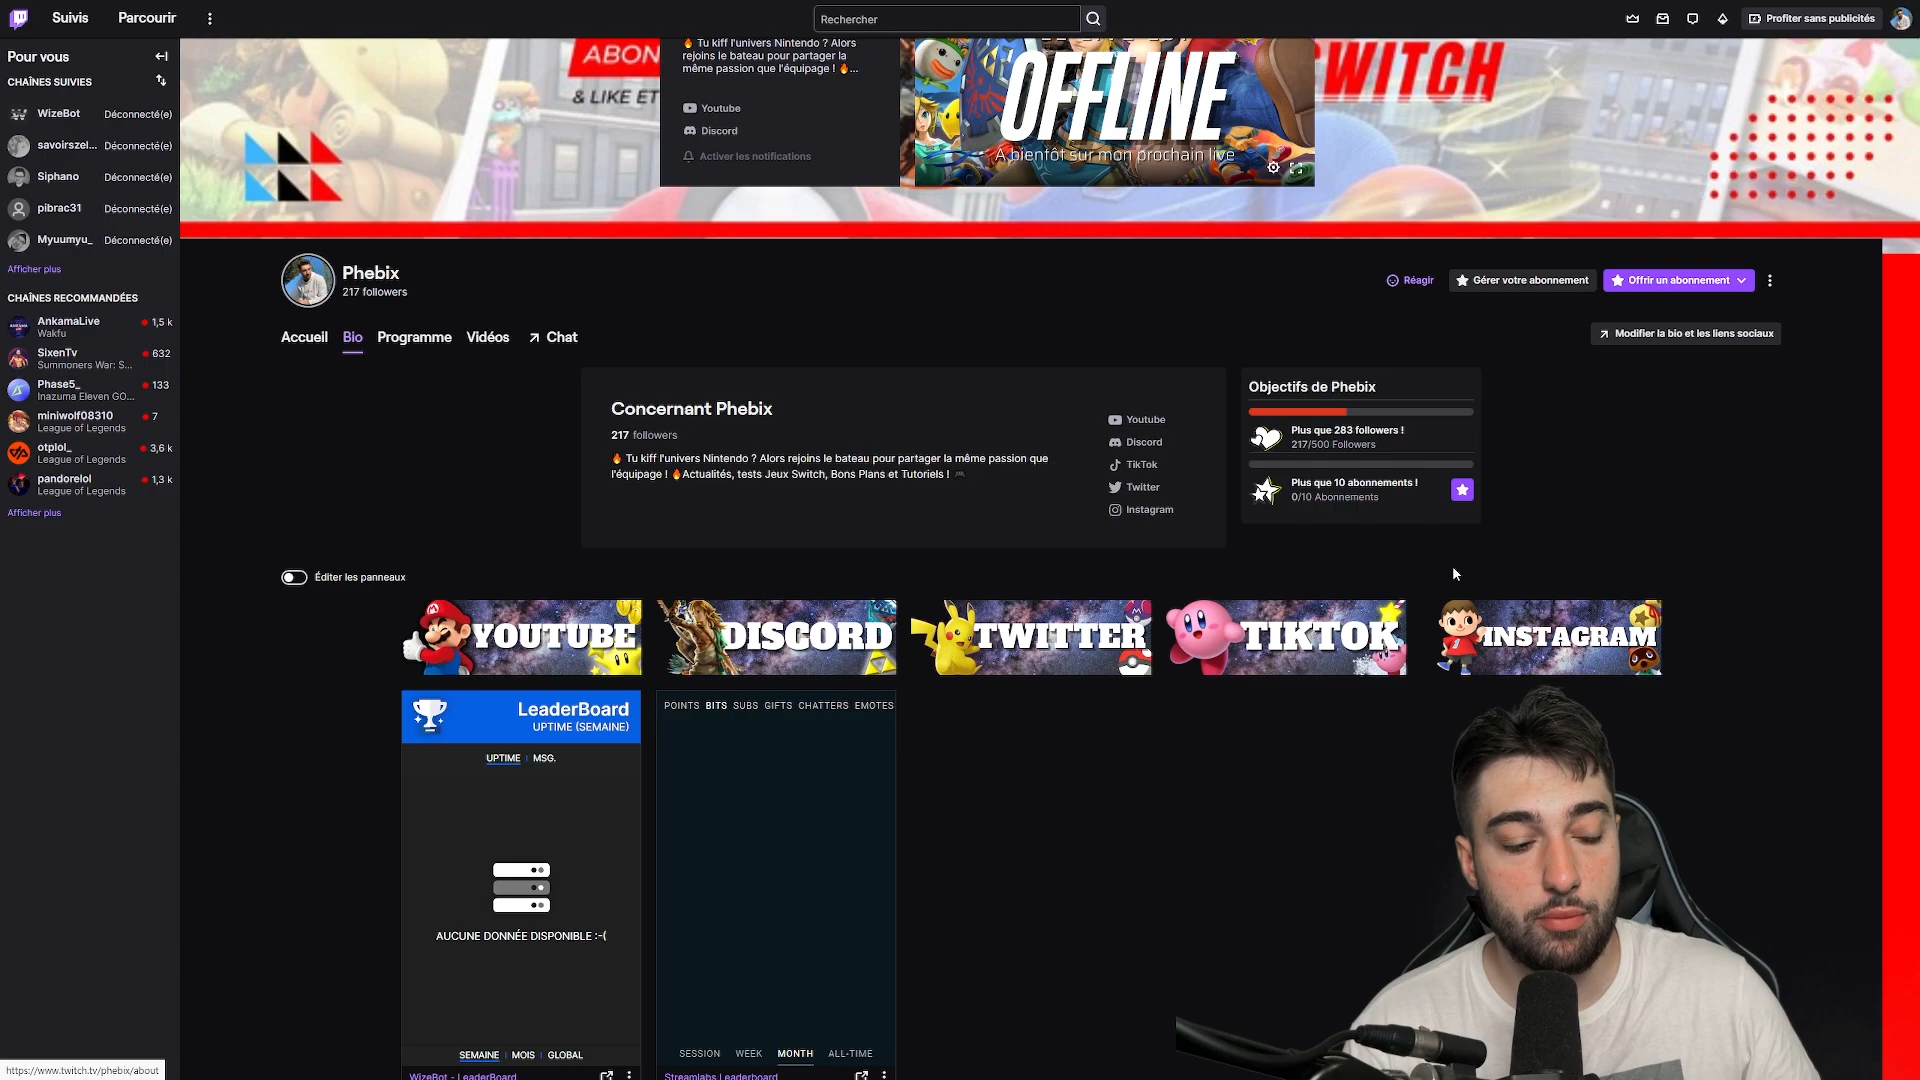 Suivis
Parcourir
Rechercher
Profiter sans publicités
Pour vous
CHAÎNES SUIVIES
WizeBot
Déconnecté(e)
savoirszel...
Déconnecté(e)
Siphano
Déconnecté(e)
pibrac31
Déconnecté(e)
Myuumyu_
Déconnecté(e)
Afficher plus
CHAÎNES RECOMMANDÉES
AnkamaLive
1,5 k
Wakfu
SixenTv
632
Summoners War: S...
Phase5_
133
Inazuma Eleven GO...
miniwolf08310
7
League of Legends
otplol_
3,6 k
League of Legends
pandorelol
1,3 k
League of Legends
Afficher plus
ABON
& LIKE ET
SWITCH
🔥 Tu kiff l'univers Nintendo ? Alors
rejoins le bateau pour partager la
même passion que l'équipage ! 🔥...
Youtube
Discord
Activer les notifications
OFFLINE
A bientôt sur mon prochain live
Phebix
217 followers
Réagir
Gérer votre abonnement
Offrir un abonnement
Accueil
Bio
Programme
Vidéos
Chat
Modifier la bio et les liens sociaux
Concernant Phebix
217 followers
🔥 Tu kiff l'univers Nintendo ? Alors rejoins le bateau pour partager la même passion que
l'équipage ! 🔥Actualités, tests Jeux Switch, Bons Plans et Tutoriels ! 🎮
Youtube
Discord
TikTok
Twitter
Instagram
Objectifs de Phebix
Plus que 283 followers !
217/500 Followers
Plus que 10 abonnements !
0/10 Abonnements
Éditer les panneaux
YOUTUBE
DISCORD
TWITTER
TIKTOK
INSTAGRAM
LeaderBoard
UPTIME (SEMAINE)
UPTIME
MSG.
AUCUNE DONNÉE DISPONIBLE :-(
SEMAINE
MOIS
GLOBAL
WizeBot - LeaderBoard
POINTS
BITS
SUBS
GIFTS
CHATTERS
EMOTES
SESSION
WEEK
MONTH
ALL-TIME
Streamlabs Leaderboard
https://www.twitch.tv/phebix/about